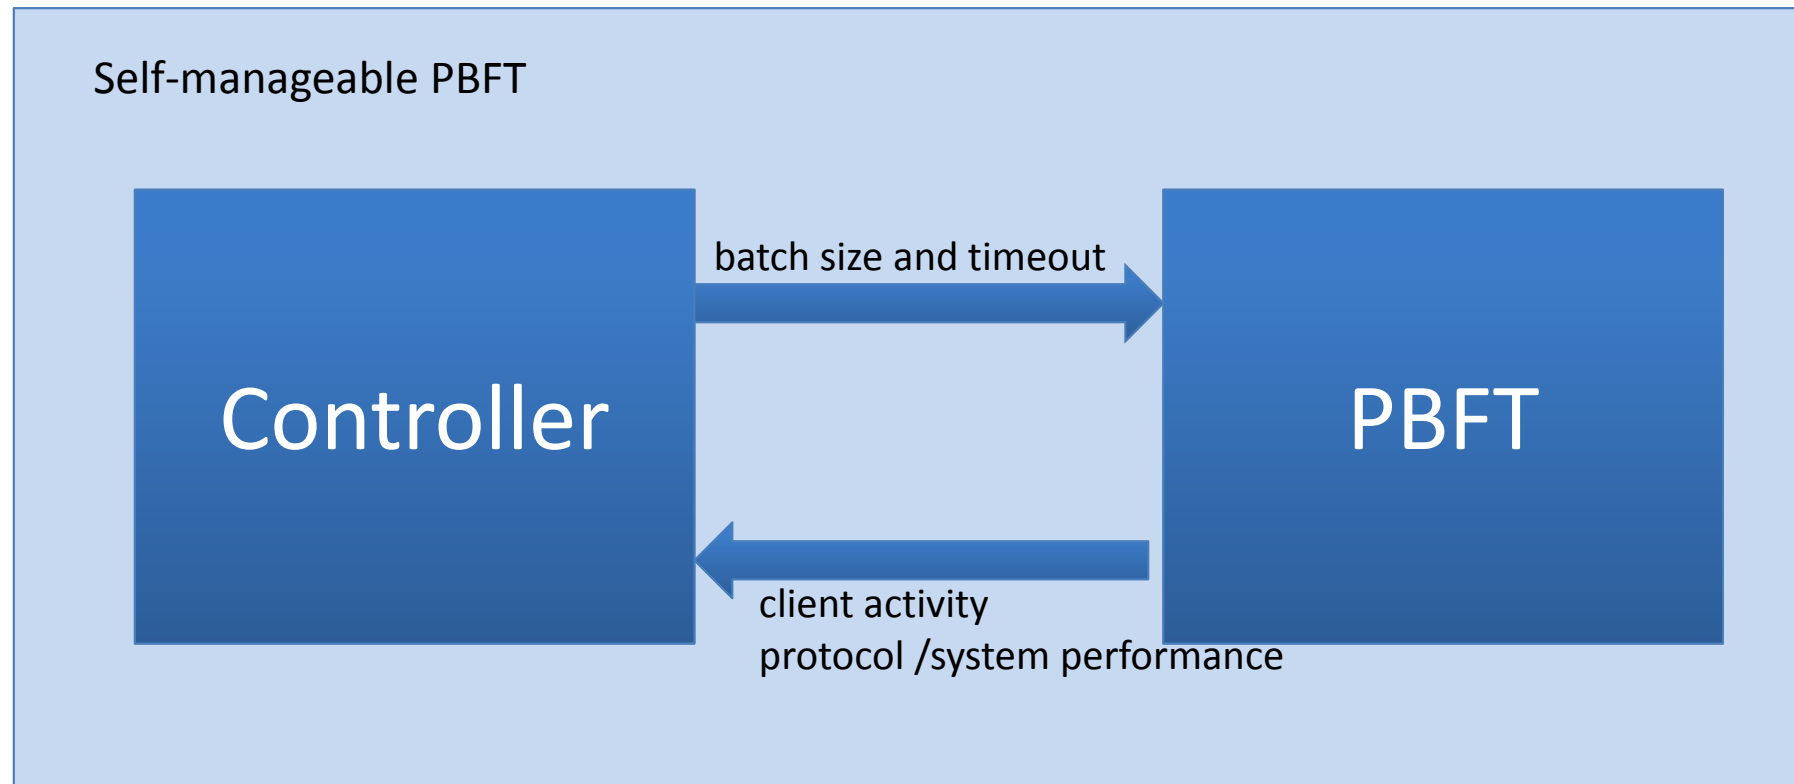 Self-manageable PBFT
batch size and timeout
Controller
PBFT
client activity
protocol /system performance